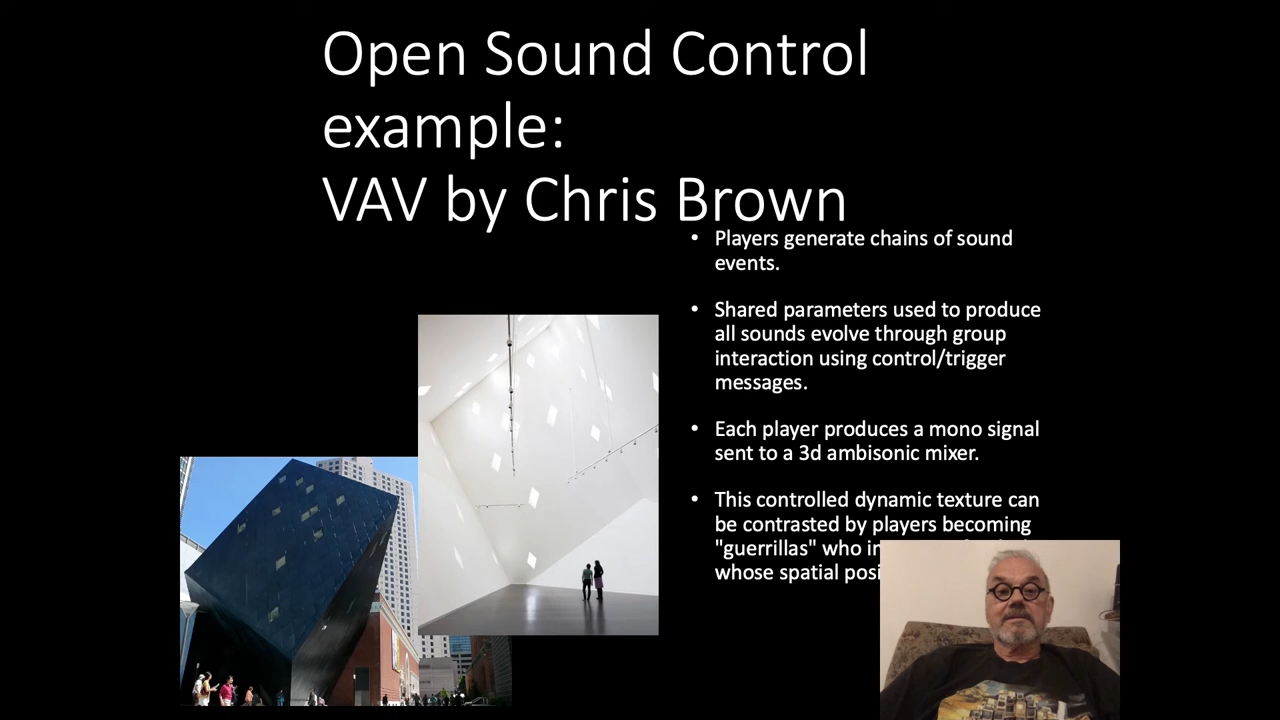 Open Sound Control
example:
VAV by Chris Brown
• Players generate chains of sound
events.
• Shared parameters used to produce
all sounds evolve through group
interaction using control/trigger
messages.
• Each player produces a mono signal
sent to a 3d ambisonic mixer.
• This controlled dynamic texture can
be contrasted by players becoming
"guerrillas" who
whose spatial